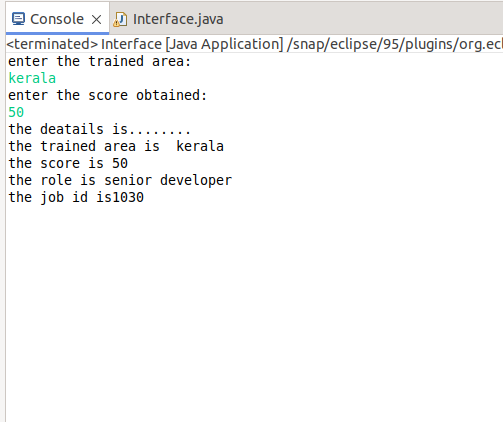 Console Interface.java
<terminated> Interface [Java Application] /snap/eclipse/95/plugins/org.ecl
enter the trained area:
kerala
enter the score obtained:
50
the deatails is........
the trained area is  kerala
the score is 50
the role is senior developer
the job id is1030